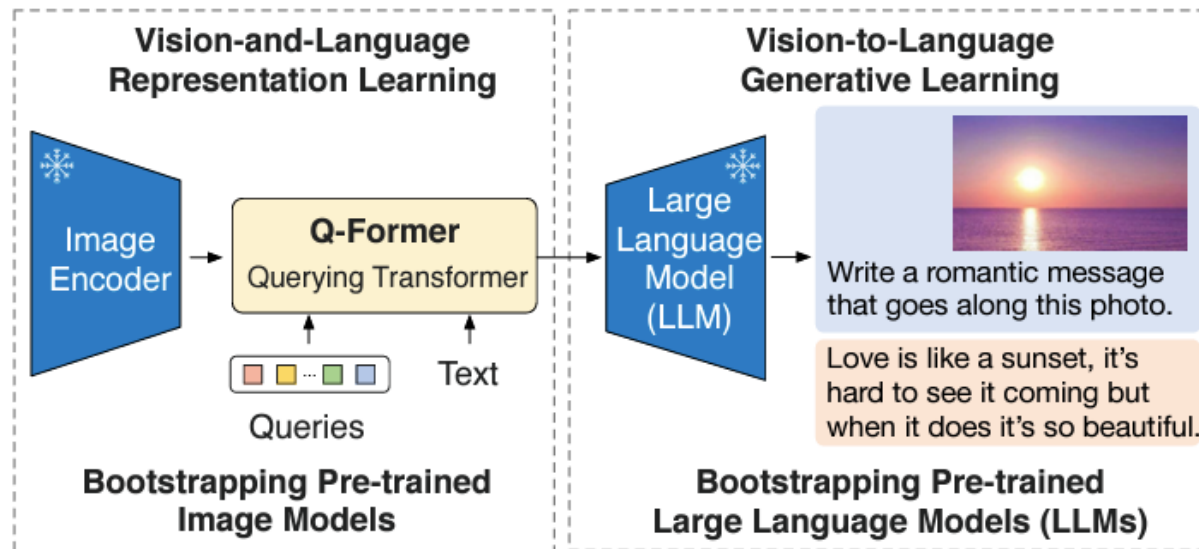 Vision-and-Language
Representation Learning
Image
Encoder
Q-Former
Querying Transformer
...
Queries
Text
Bootstrapping Pre-trained
Image Models
Vision-to-Language
Generative Learning
Large
Language
Model
(LLM)
Write a romantic message
that goes along this photo.
Love is like a sunset, it's
hard to see it coming but
when it does it's so beautiful.
Bootstrapping Pre-trained
Large Language Models (LLMs)